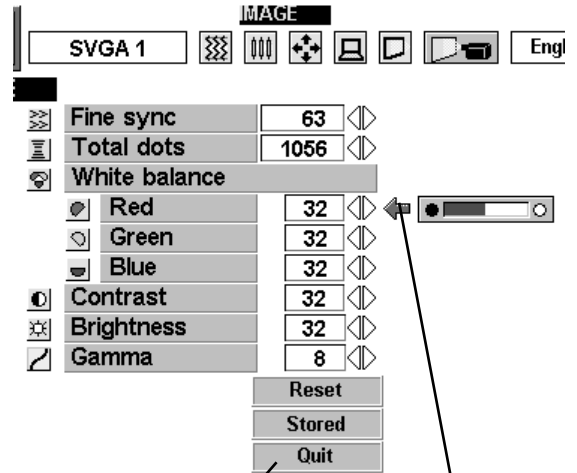 IMAGE
SVGA 1
Engl
Fine sync 63
Total dots 1056
White balance
Red 32
Green 32
Blue 32
Contrast 32
Brightness 32
Gamma 8
Reset
Stored
Quit